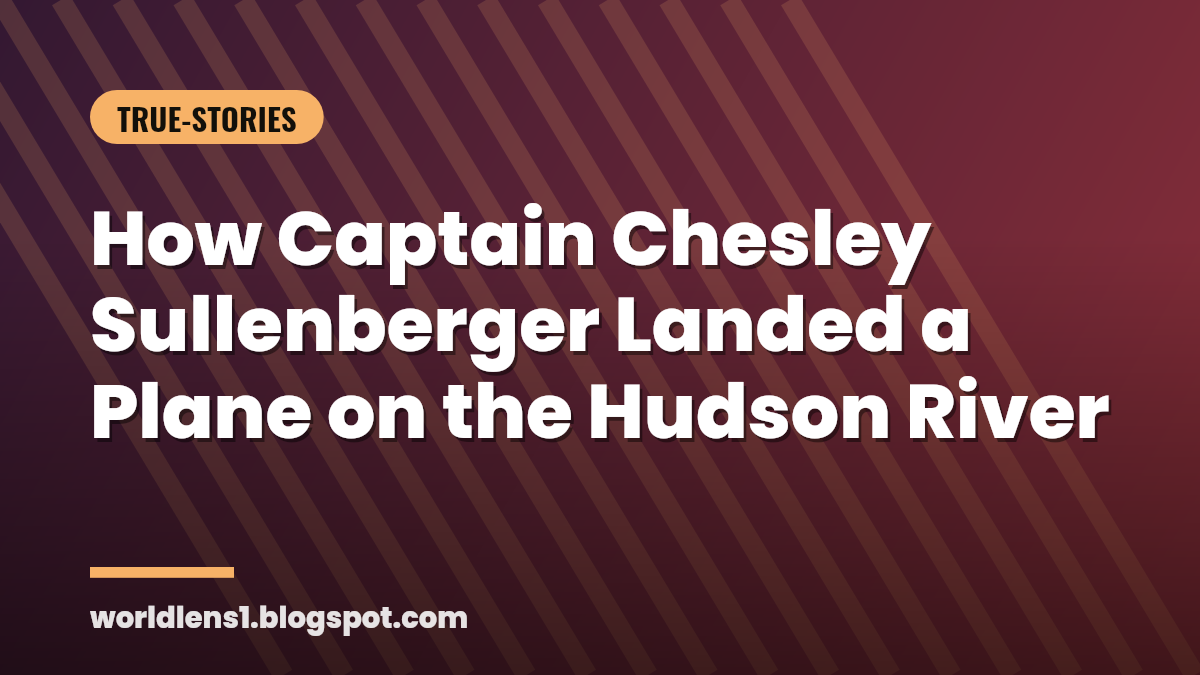 TRUE-STORIES
How Captain Chesley
Sullenberger Landed a
Plane on the Hudson River
worldlens1.blogspot.com